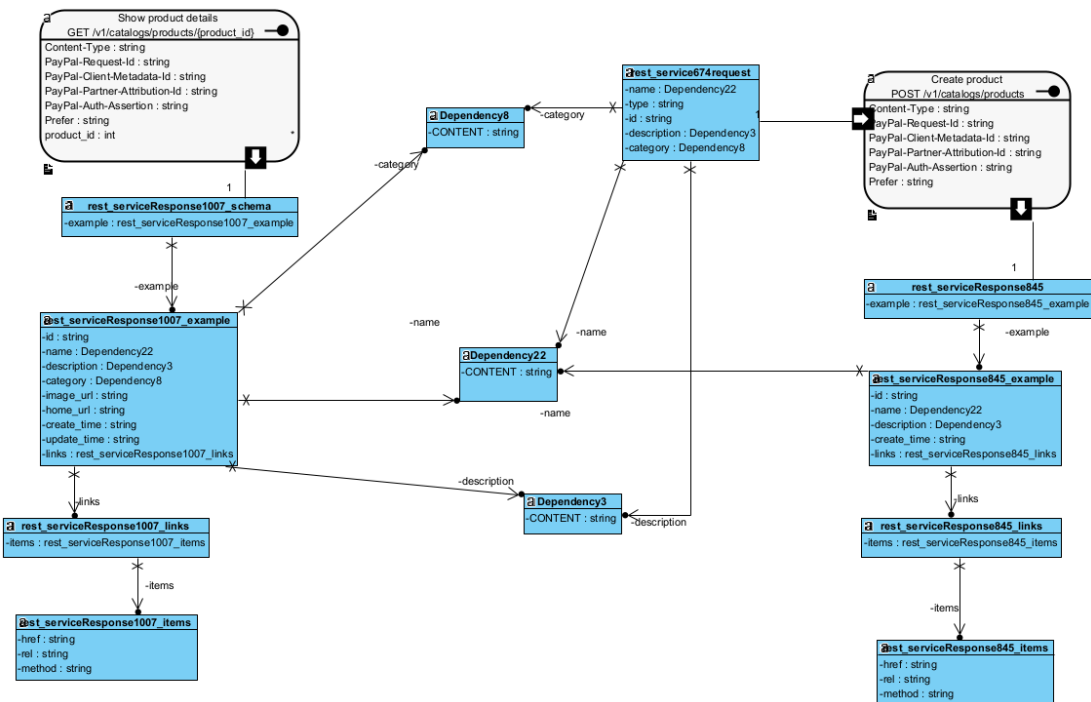 Show product details
GET /v1/catalogs/products/{product_id}
Content-Type : string
PayPal-Request-Id : string
PayPal-Client-Metadata-Id : string
PayPal-Partner-Attribution-Id : string
PayPal-Auth-Assertion : string
Prefer : string
product_id : int
*
1
a rest_serviceResponse1007_schema
-example : rest_serviceResponse1007_example
-example
rest_serviceResponse1007_example
-id : string
-name : Dependency22
-description : Dependency3
-category : Dependency8
-image_url : string
-home_url : string
-create_time : string
-update_time : string
-links : rest_serviceResponse1007_links
-links
a rest_serviceResponse1007_links
-items : rest_serviceResponse1007_items
-items
rest_serviceResponse1007_items
-href : string
-rel : string
-method : string
a Dependency8
-CONTENT : string
-category
-category
rest_service674request
-name : Dependency22
-type : string
-id : string
-description : Dependency3
-category : Dependency8
1
-name
-name
a Dependency22
-CONTENT : string
-name
-description
a Dependency3
-CONTENT : string
-description
a
Create product
POST /v1/catalogs/products
Content-Type : string
PayPal-Request-Id : string
PayPal-Client-Metadata-Id : string
PayPal-Partner-Attribution-Id : string
PayPal-Auth-Assertion : string
Prefer : string
1
a rest_serviceResponse845
-example : rest_serviceResponse845_example
-example
rest_serviceResponse845_example
-id : string
-name : Dependency22
-description : Dependency3
-create_time : string
-links : rest_serviceResponse845_links
-links
a rest_serviceResponse845_links
-items : rest_serviceResponse845_items
-items
rest_serviceResponse845_items
-href : string
-rel : string
-method : string